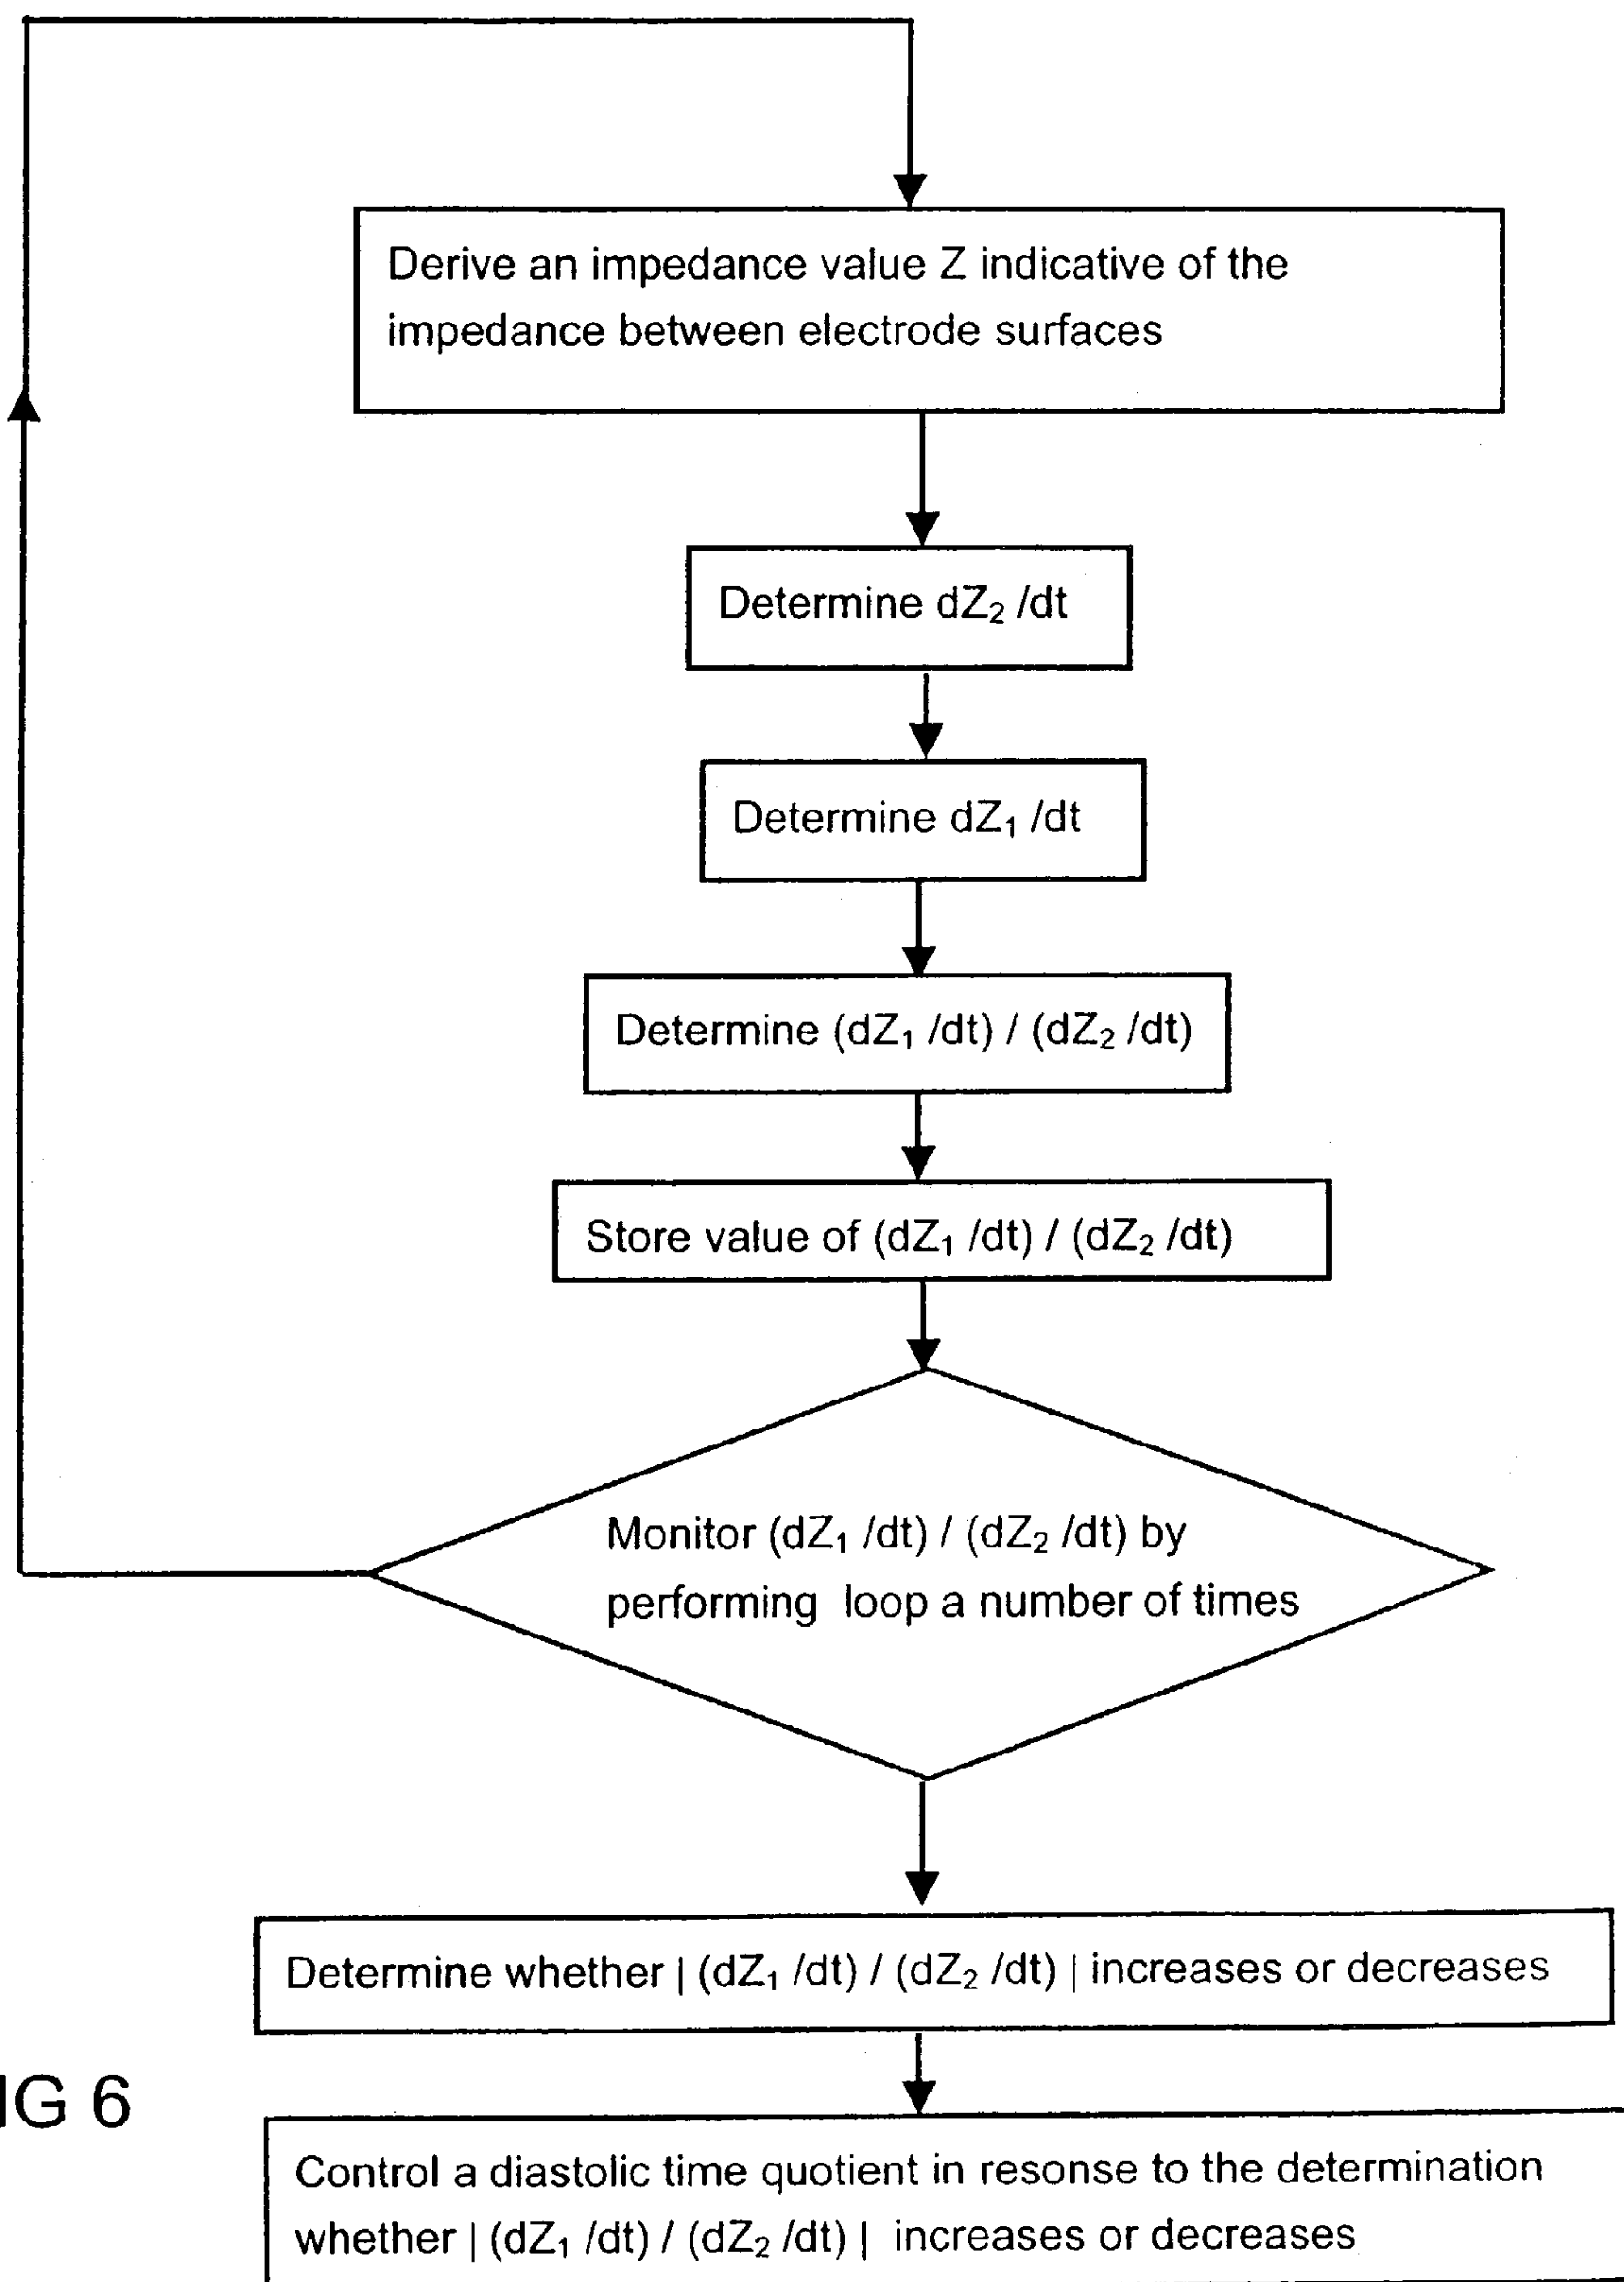 Derive an impedance value Z indicative of the
impedance between electrode surfaces
Determine dZ₂ /dt
Determine dZ₁ /dt
Determine (dZ₁ /dt) / (dZ₂ /dt)
Store value of (dZ₁ /dt) / (dZ₂ /dt)
Monitor (dZ₁ /dt) / (dZ₂ /dt) by
performing loop a number of times
Determine whether | (dZ₁ /dt) / (dZ₂ /dt) | increases or decreases
IG 6
Control a diastolic time quotient in resonse to the determination
whether | (dZ₁ /dt) / (dZ₂ /dt) | increases or decreases